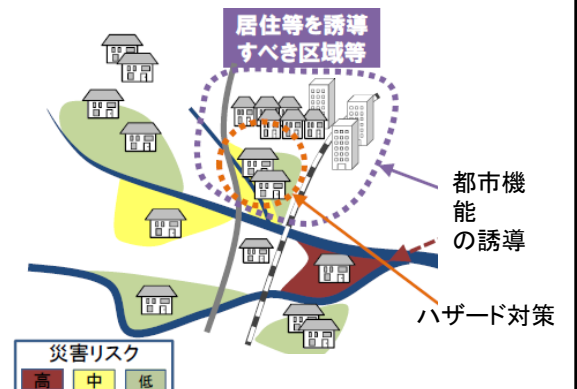 居住等を誘導
すべき区域等
都市機
能
の誘導
ハザード対策
災害リスク
高 中 低